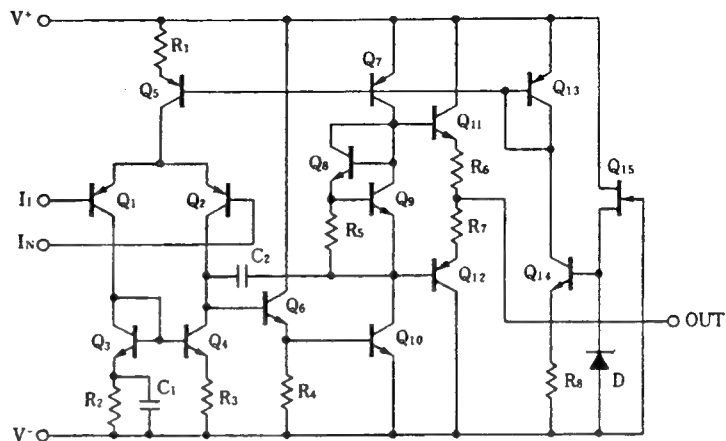 V⁺
R₁
Q₇
Q₅
Q₁₃
Q₁₁
Q₈
R₆
Q₁₅
I₁
Q₁
Q₂
Q₉
I_N
R₅
R₇
C₂
Q₁₂
Q₁₄
Q₆
OUT
Q₃
Q₄
Q₁₀
R₂
C₁
R₃
R₄
R₈
D
V⁻